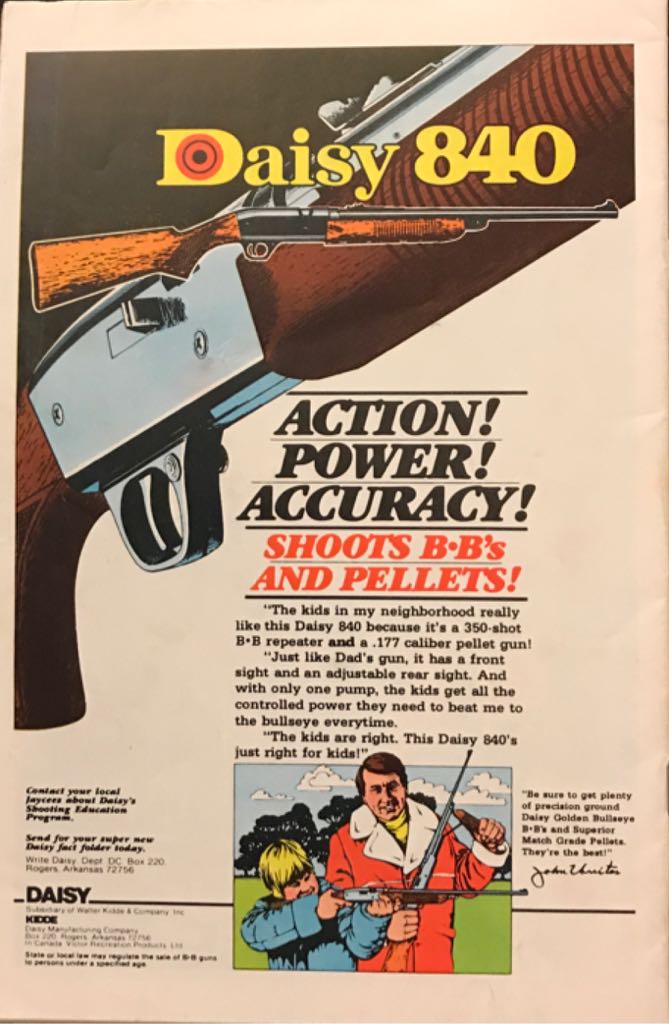 Daisy 840
ACTION!
POWER!
ACCURACY!
SHOOTS B•B's
AND PELLETS!
"The kids in my neighborhood really
like this Daisy 840 because it's a 350-shot
B•B repeater and a .177 caliber pellet gun!
"Just like Dad's gun, it has a front
sight and an adjustable rear sight. And
with only one pump, the kids get all the
controlled power they need to beat me to
the bullseye everytime.
"The kids are right. This Daisy 840's
just right for kids!"
Contact your local
Jaycees about Daisy's
Shooting Education
Program.
Send for your super new
Daisy fact folder today.
Write Daisy, Dept. DC, Box 220,
Rogers, Arkansas 72756
DAISY
Subsidiary of Walter Kidde & Company, Inc.
KIDDE
Daisy Manufacturing Company
Box 220, Rogers, Arkansas 72756
In Canada: Victor Recreation Products, Ltd.
State or local law may regulate the sale of B•B guns
to persons under a specified age.
"Be sure to get plenty
of precision ground
Daisy Golden Bullseye
B•B's and Superior
Match Grade Pellets.
They're the best!"